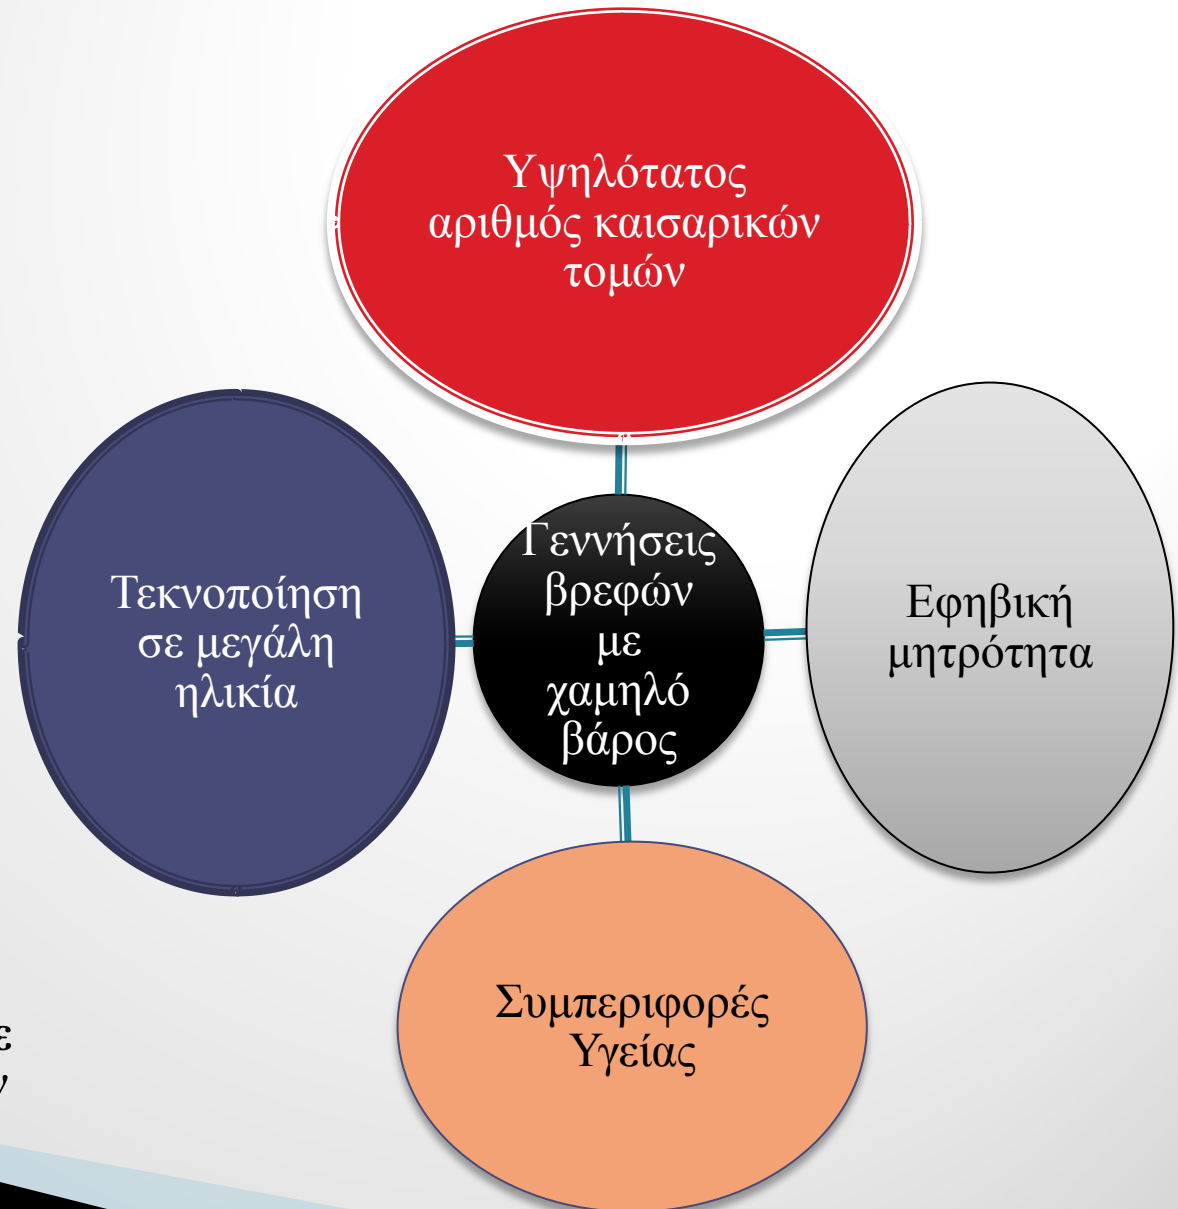 Υψηλότατος
αριθμός καισαρικών
τομών
Τεκνοποίηση
σε μεγάλη
ηλικία
Γεννήσεις
βρεφών
με
χαμηλό
βάρος
Εφηβική
μητρότητα
Συμπεριφορές
Υγείας